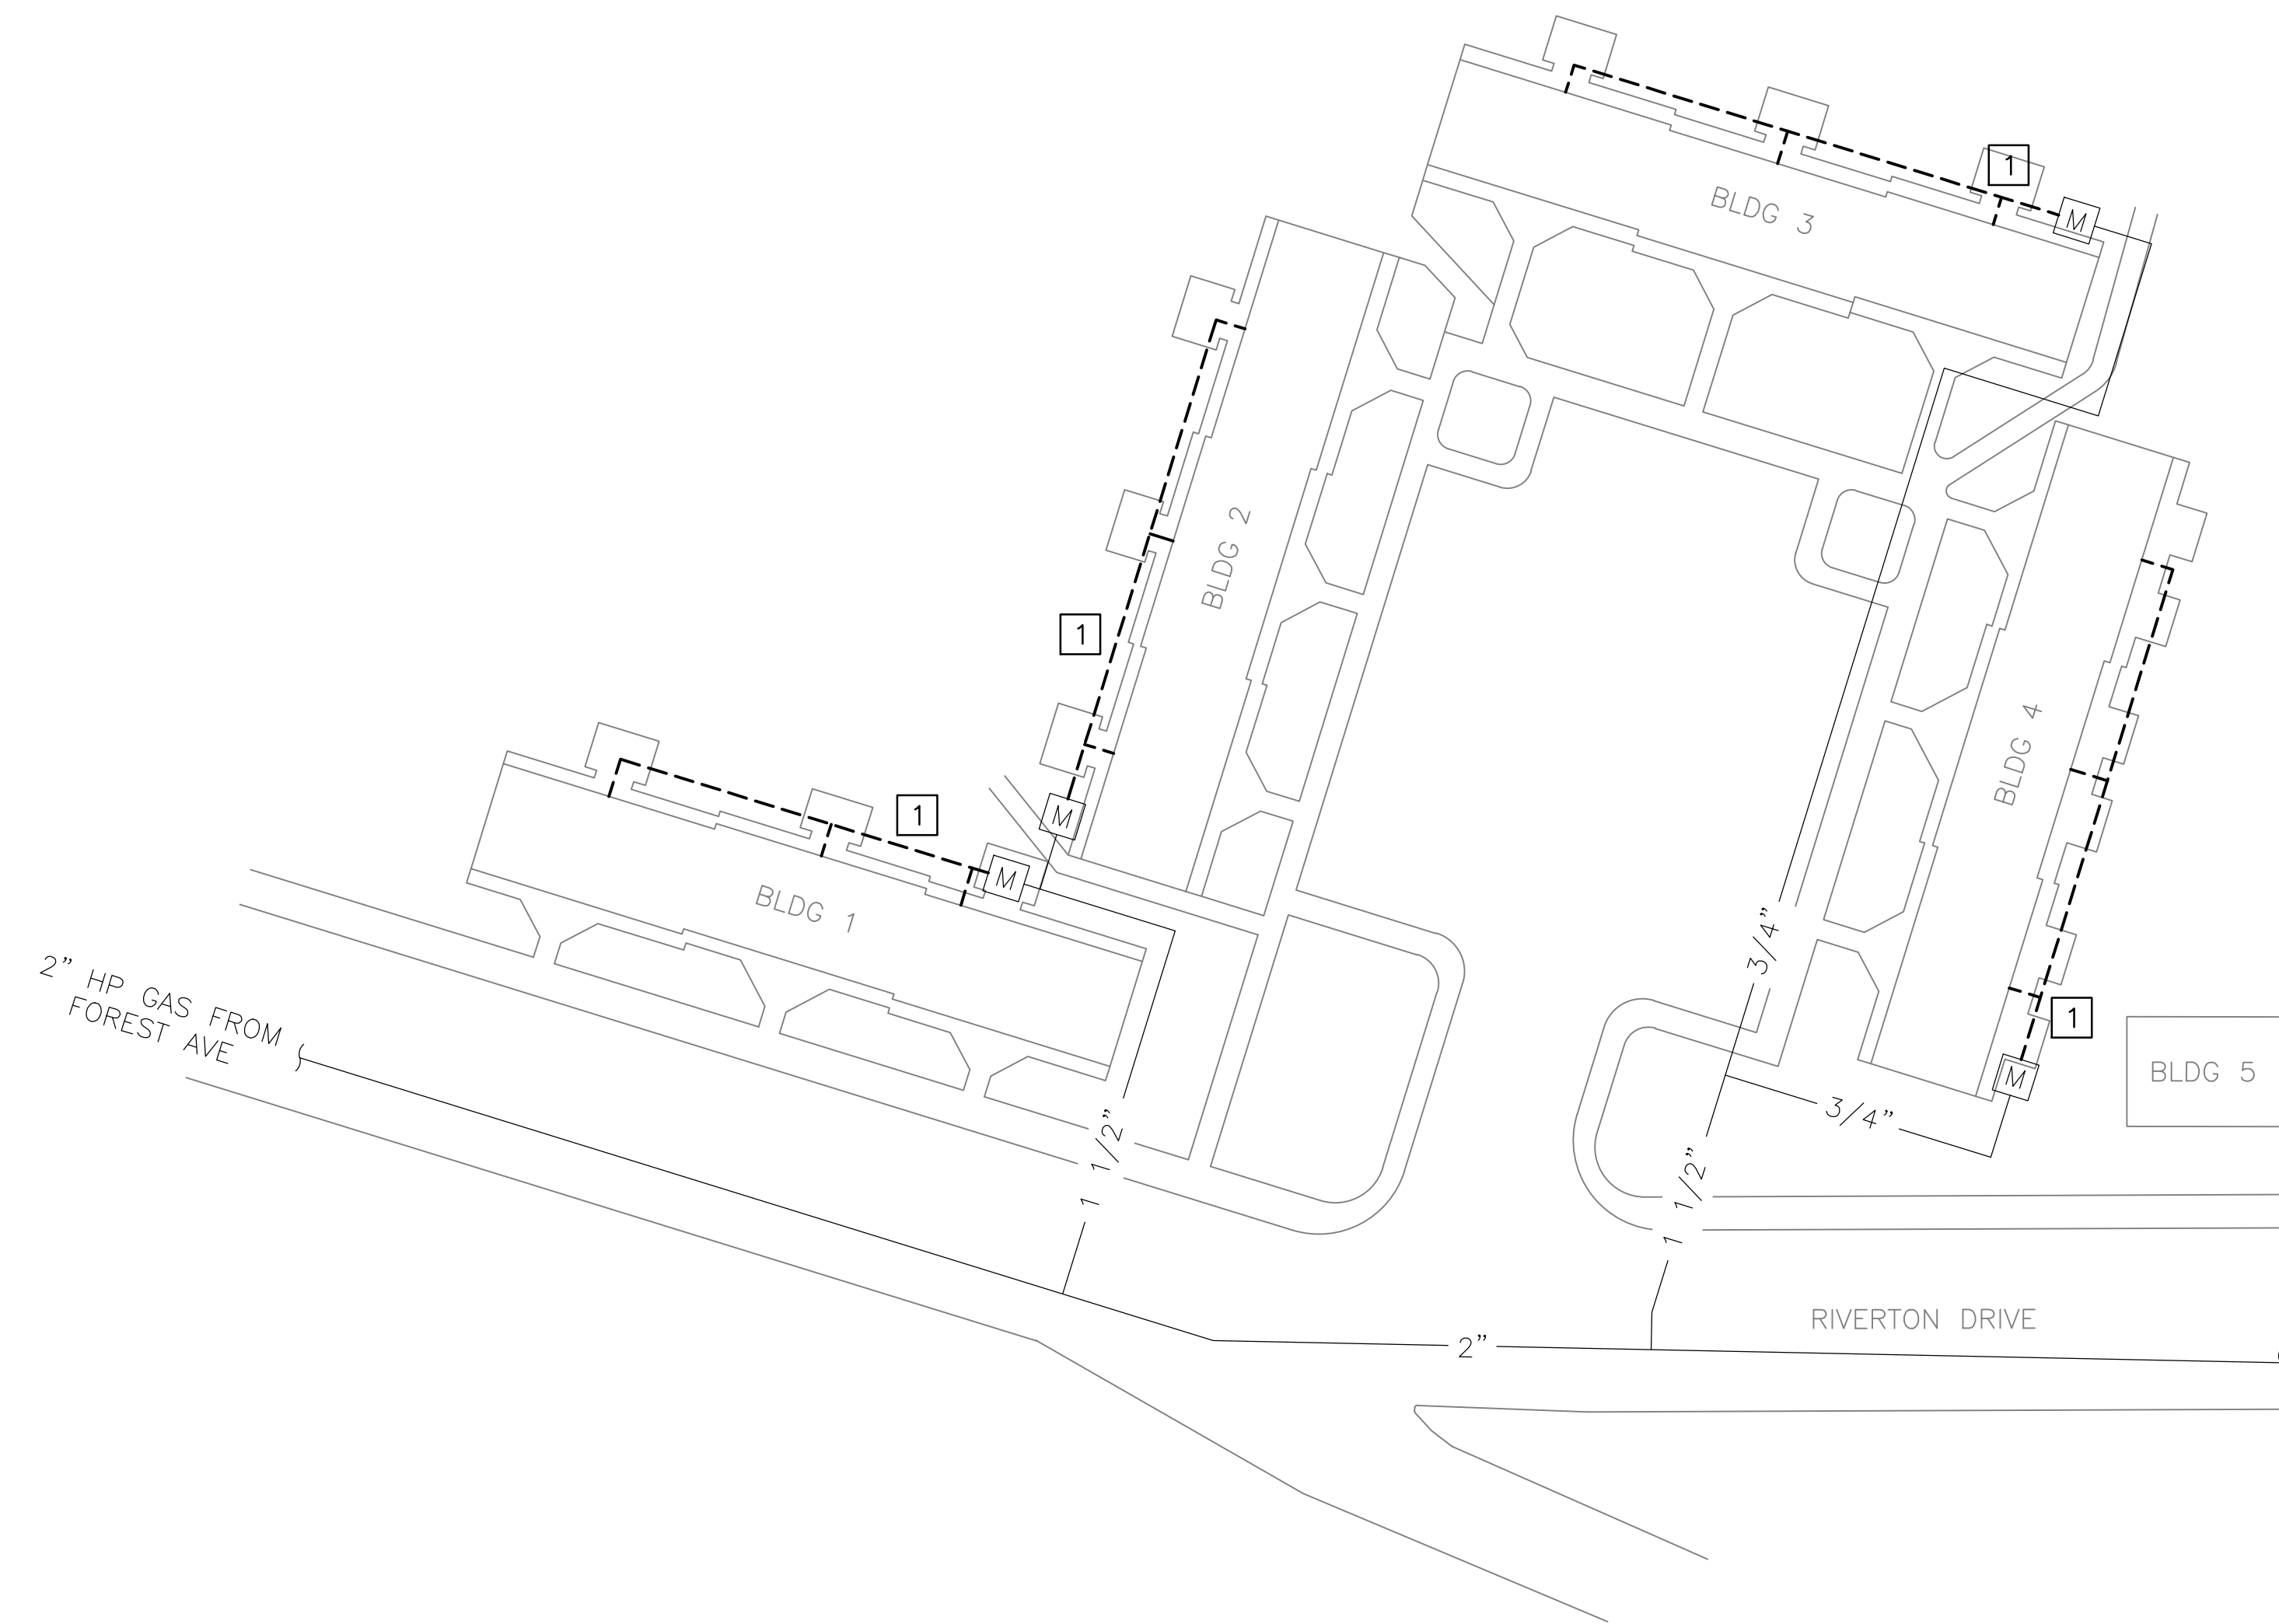 1
BLDG 3
M
BLDG 2
1
BLDG 4
1
M
M
BLDG 1
3/4"
2" HP GAS FROM
FOREST AVE
1
M
BLDG 5
3/4"
1 1/2"
1 1/2"
RIVERTON DRIVE
2"